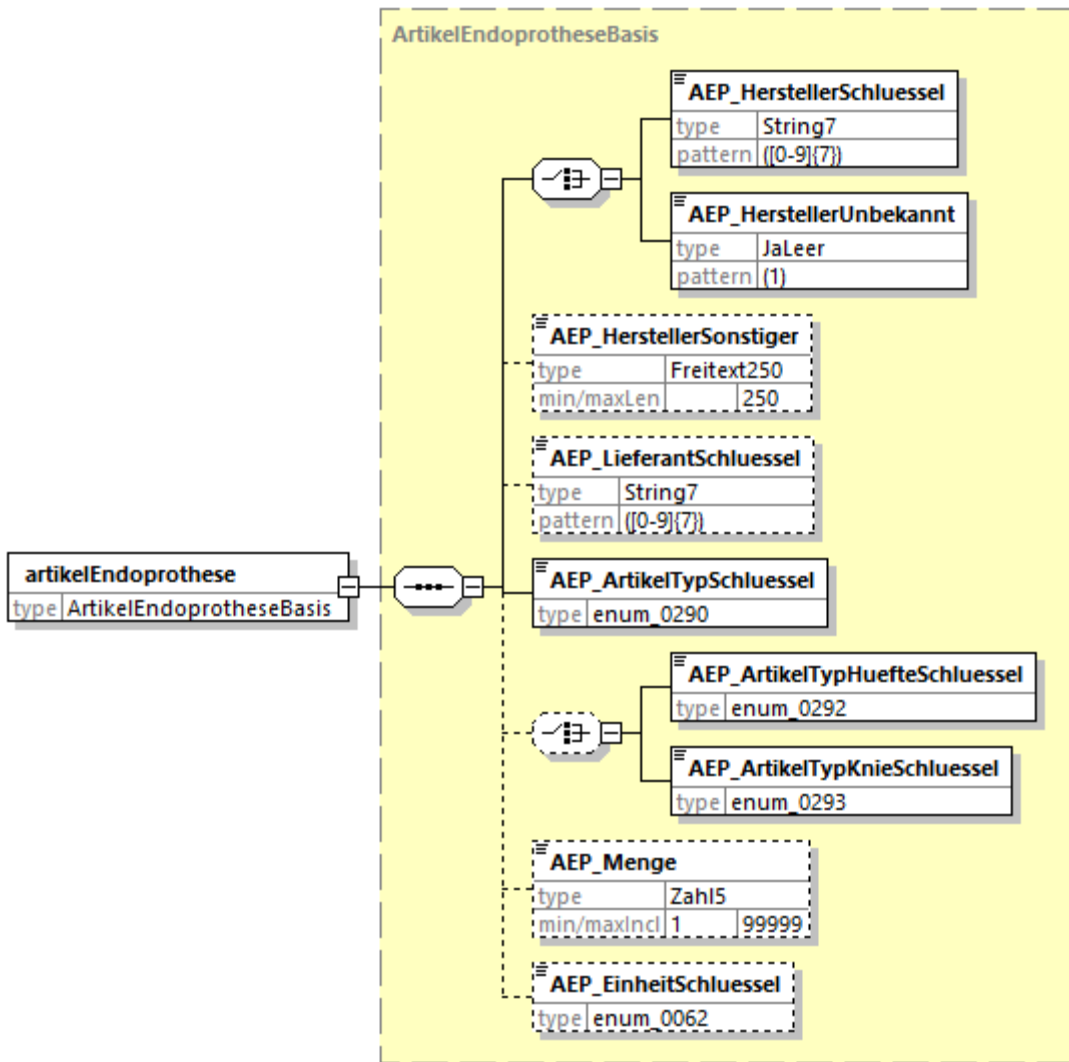 ArtikelEndoprotheseBasis
AEP_HerstellerSchluessel
type String7
pattern ([0-9]{7})
AEP_HerstellerUnbekannt
type JaLeer
pattern (1)
AEP_HerstellerSonstiger
type Freitext250
min/maxLen 250
AEP_LieferantSchluessel
type String7
pattern ([0-9]{7})
artikelEndoprothese
type ArtikelEndoprotheseBasis
AEP_ArtikelTypSchluessel
type enum_0290
AEP_ArtikelTypHuefteSchluessel
type enum_0292
AEP_ArtikelTypKnieSchluessel
type enum_0293
AEP_Menge
type Zahl5
min/maxIncl 1 99999
AEP_EinheitSchluessel
type enum_0062